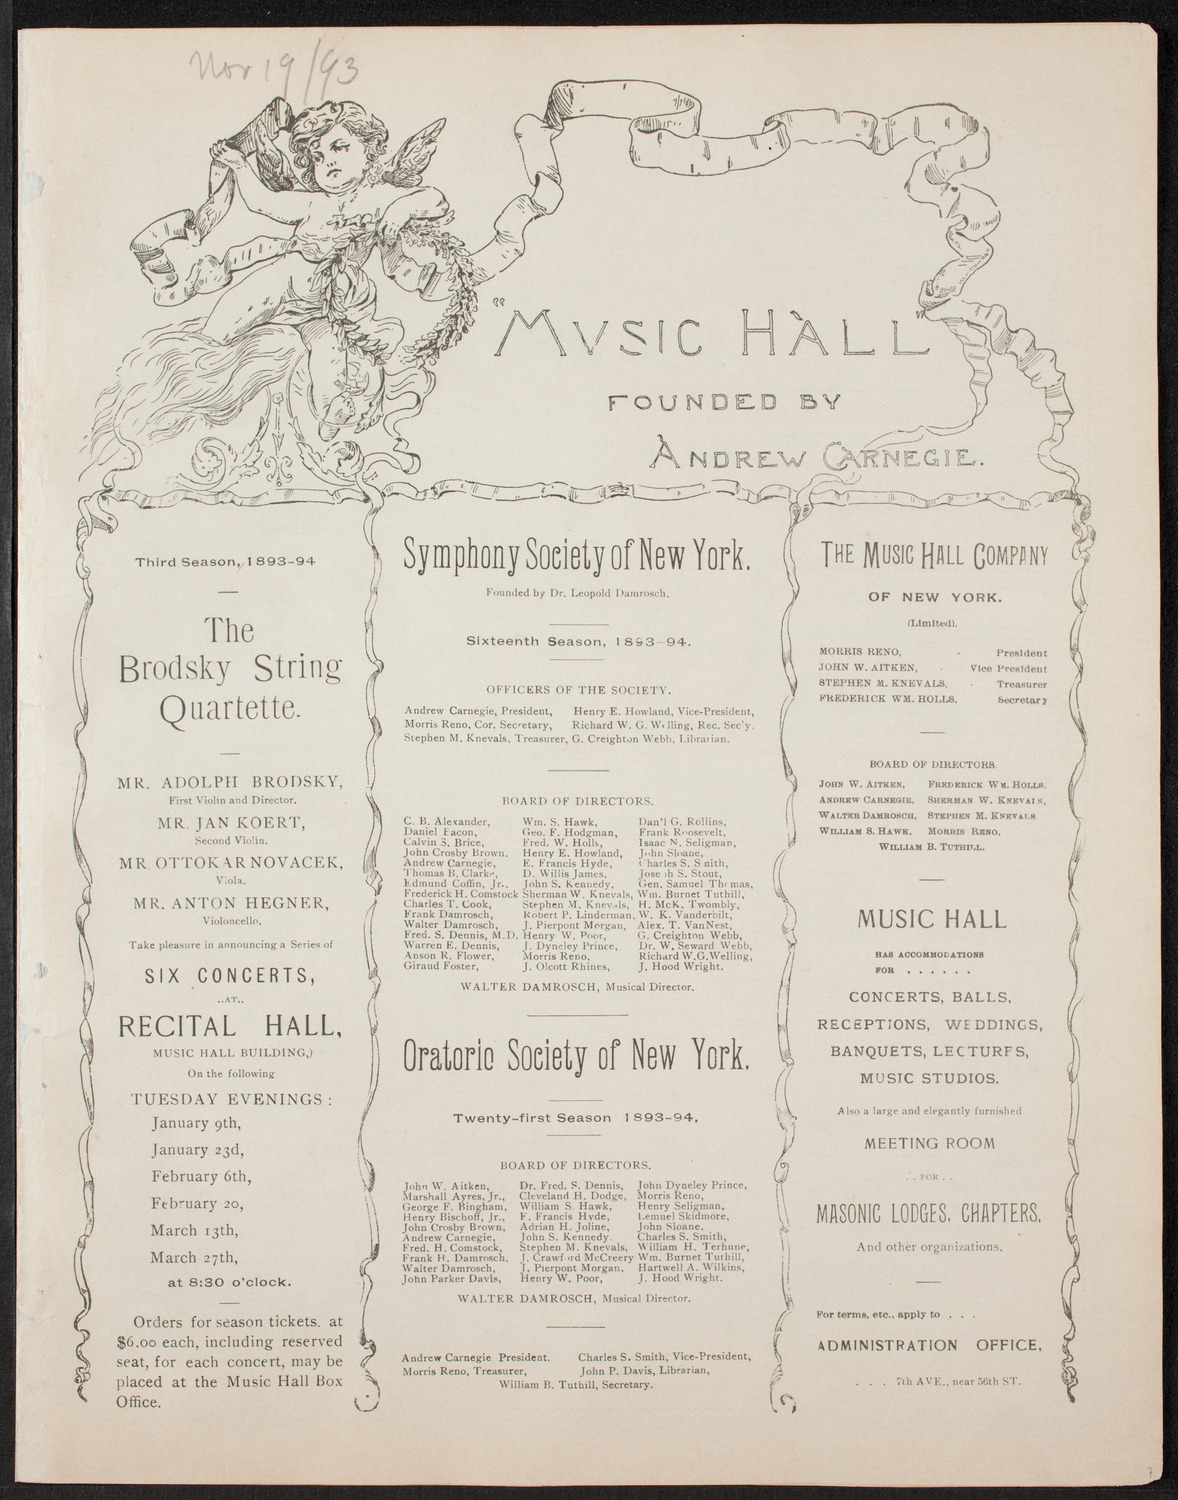 Nov 19/93
"MVSIC HALL"
FOUNDED BY
ANDREW CARNEGIE.
Third Season, 1893-94
The
Brodsky String
Quartette.
MR. ADOLPH BRODSKY,
First Violin and Director.
MR. JAN KOERT,
Second Violin.
MR. OTTOKAR NOVACEK,
Viola.
MR. ANTON HEGNER,
Violoncello.
Take pleasure in announcing a Series of
SIX CONCERTS,
..AT..
RECITAL HALL,
MUSIC HALL BUILDING,)
On the following
TUESDAY EVENINGS:
January 9th,
January 23d,
February 6th,
February 20,
March 13th,
March 27th,
at 8:30 o'clock.
Orders for season tickets, at
$6.00 each, including reserved
seat, for each concert, may be
placed at the Music Hall Box
Office.
Symphony Society of New York.
Founded by Dr. Leopold Damrosch.
Sixteenth Season, 1893-94.
OFFICERS OF THE SOCIETY.
Andrew Carnegie, President, Henry E. Howland, Vice-President,
Morris Reno, Cor. Secretary, Richard W. G. Welling, Rec. Sec'y.
Stephen M. Knevals, Treasurer, G. Creighton Webb, Librarian.
BOARD OF DIRECTORS.
C. B. Alexander, Wm. S. Hawk, Dan'l G. Rollins,
Daniel Bacon, Geo. F. Hodgman, Frank Roosevelt,
Calvin S. Brice, Fred. W. Holls, Isaac N. Seligman,
John Crosby Brown, Henry E. Howland, John Sloane,
Andrew Carnegie, E. Francis Hyde, Charles S. Smith,
Thomas B. Clarke, D. Willis James, Joseph S. Stout,
Edmund Coffin, Jr., John S. Kennedy, Gen. Samuel Thomas,
Frederick H. Comstock Sherman W. Knevals, Wm. Burnet Tuthill,
Charles T. Cook, Stephen M. Knevals, H. McK. Twombly,
Frank Damrosch, Robert P. Linderman, W. K. Vanderbilt,
Walter Damrosch, J. Pierpont Morgan, Alex. T. VanNest,
Fred. S. Dennis, M.D. Henry W. Poor, G. Creighton Webb,
Warren E. Dennis, J. Dyneley Prince, Dr. W. Seward Webb,
Anson R. Flower, Morris Reno, Richard W.G.Welling,
Giraud Foster, J. Olcott Rhines, J. Hood Wright.
WALTER DAMROSCH, Musical Director.
Oratorio Society of New York.
Twenty-first Season 1893-94,
BOARD OF DIRECTORS.
John W. Aitken, Dr. Fred. S. Dennis, John Dyneley Prince,
Marshall Ayres, Jr., Cleveland H. Dodge, Morris Reno,
George F. Bingham, William S. Hawk, Henry Seligman,
Henry Bischoff, Jr., F. Francis Hyde, Lemuel Skidmore,
John Crosby Brown, Adrian H. Joline, John Sloane,
Andrew Carnegie, John S. Kennedy. Charles S. Smith,
Fred. H. Comstock, Stephen M. Knevals, William H. Terhune,
Frank H. Damrosch, J. Crawford McCreery Wm. Burnet Tuthill,
Walter Damrosch, J. Pierpont Morgan, Hartwell A. Wilkins,
John Parker Davis, Henry W. Poor, J. Hood Wright.
WALTER DAMROSCH, Musical Director.
Andrew Carnegie President. Charles S. Smith, Vice-President,
Morris Reno, Treasurer, John P. Davis, Librarian,
William B. Tuthill, Secretary.
THE MUSIC HALL COMPANY
OF NEW YORK.
(Limited).
MORRIS RENO, - President
JOHN W. AITKEN, - Vice President
STEPHEN M. KNEVALS, - Treasurer
FREDERICK WM. HOLLS, Secretary
BOARD OF DIRECTORS.
JOHN W. AITKEN, FREDERICK WM. HOLLS.
ANDREW CARNEGIE, SHERMAN W. KNEVALS,
WALTER DAMROSCH, STEPHEN M. KNEVALS.
WILLIAM S. HAWK, MORRIS RENO,
WILLIAM B. TUTHILL.
MUSIC HALL
HAS ACCOMMODATIONS
FOR . . . . . .
CONCERTS, BALLS,
RECEPTIONS, WEDDINGS,
BANQUETS, LECTURES,
MUSIC STUDIOS.
Also a large and elegantly furnished
MEETING ROOM
. . FOR . .
MASONIC LODGES, CHAPTERS,
And other organizations.
For terms, etc., apply to . . .
ADMINISTRATION OFFICE,
. . . 7th AVE., near 56th ST.